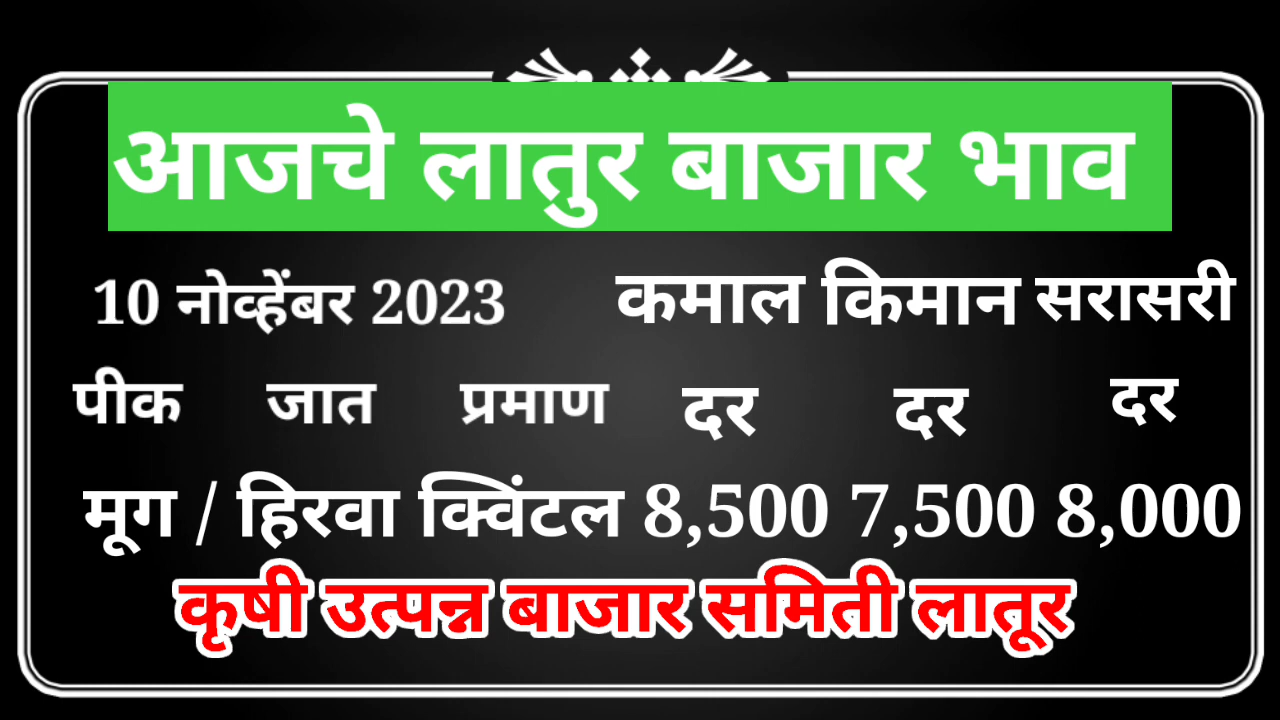 आजचे लातुर बाजार भाव
10 नोव्हेंबर 2023 कमाल किमान सरासरी
पीक जात प्रमाण दर दर दर
मूग / हिरवा क्विंटल 8,500 7,500 8,000
कृषी उत्पन्न बाजार समिती लातूर